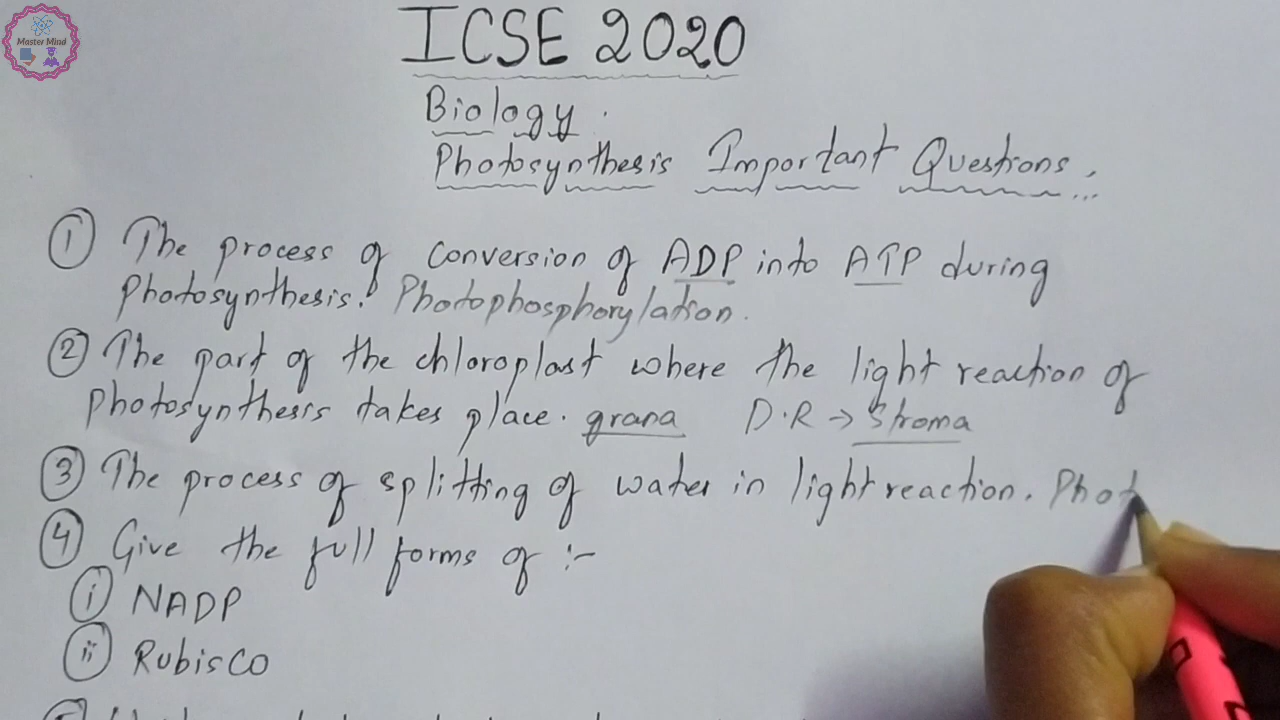 Master Mind
ICSE 2020
Biology.
Photosynthesis Important Questions,...
① The process of conversion of ADP into ATP during
Photosynthesis. Photophosphorylation.
② The part of the chloroplast where the light reaction of
Photosynthesis takes place. grana D.R → Stroma
③ The process of splitting of water in light reaction. Phot
④ Give the full forms of :-
ⓘ NADP
ⓘⓘ RUBISCO